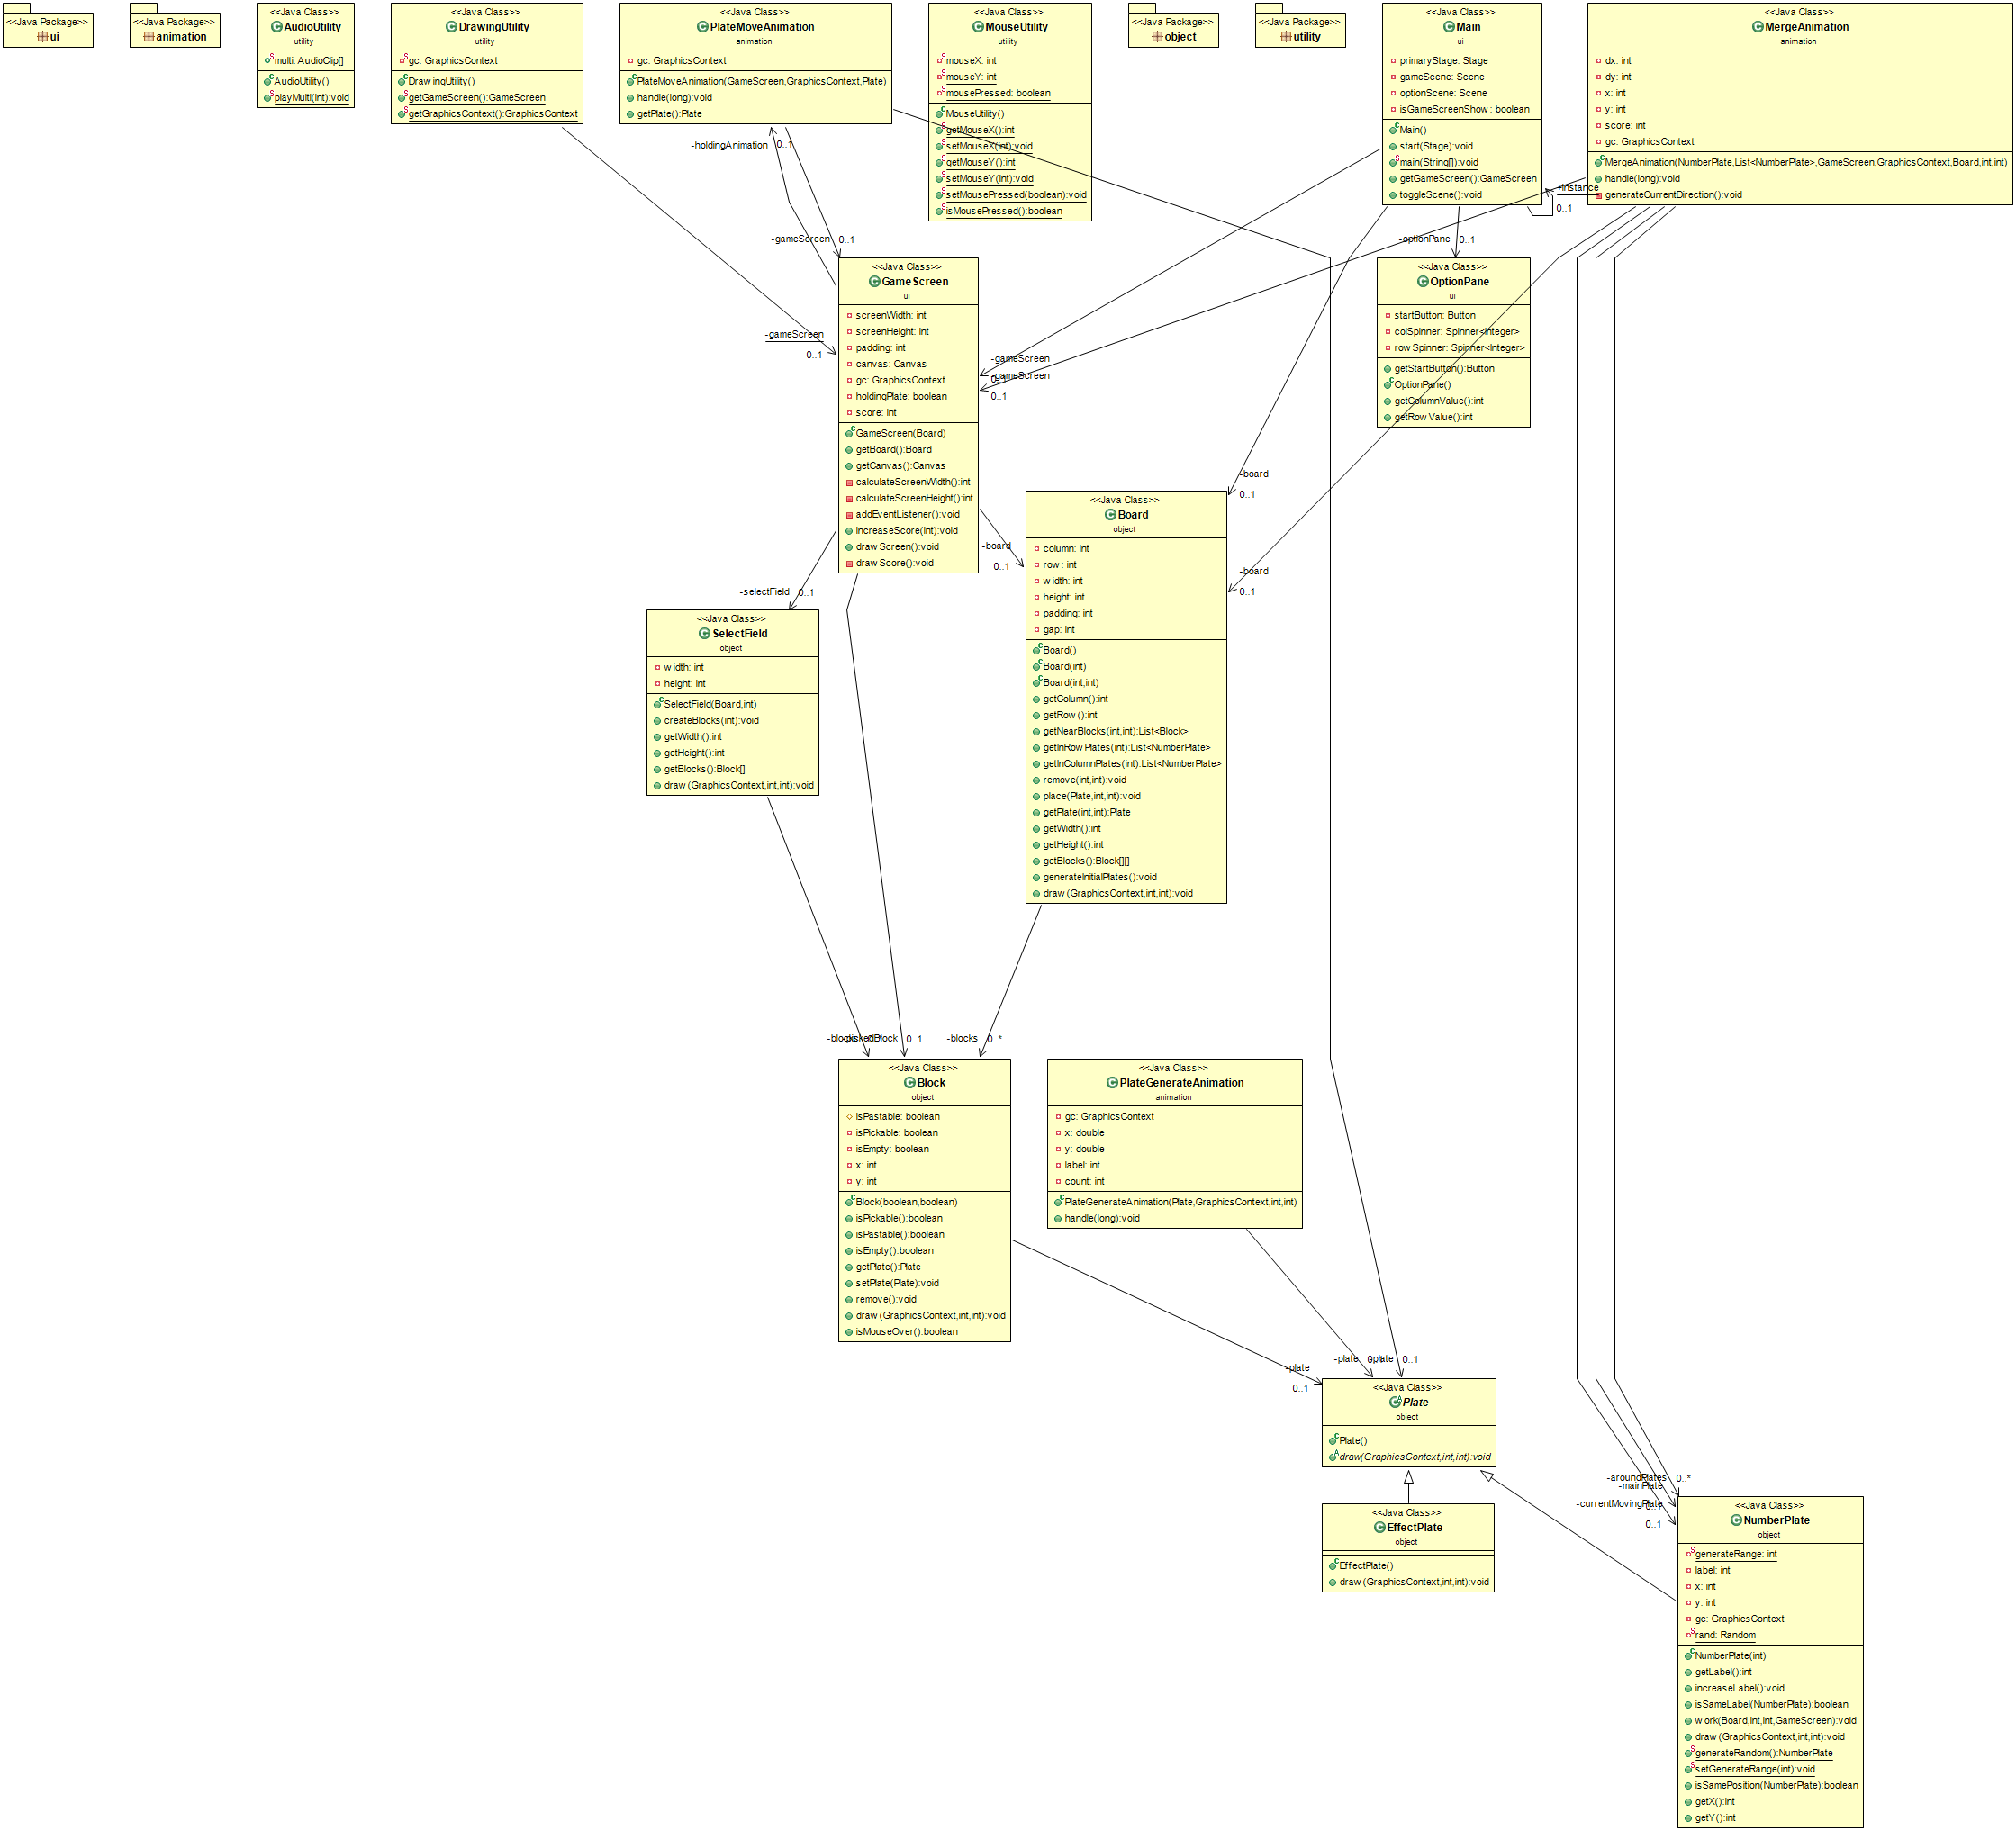 <<Java Package>>
ui
<<Java Package>>
animation
<<Java Class>>
AudioUtility
utility
multi: AudioClip[]
AudioUtility()
playMulti(int):void
<<Java Class>>
DrawingUtility
utility
gc: GraphicsContext
DrawingUtility()
getGameScreen():GameScreen
getGraphicsContext():GraphicsContext
<<Java Class>>
PlateMoveAnimation
animation
gc: GraphicsContext
PlateMoveAnimation(GameScreen,GraphicsContext,Plate)
handle(long):void
getPlate():Plate
<<Java Class>>
MouseUtility
utility
mouseX: int
mouseY: int
mousePressed: boolean
MouseUtility()
getMouseX():int
setMouseX(int):void
getMouseY():int
setMouseY(int):void
setMousePressed(boolean):void
isMousePressed():boolean
<<Java Package>>
object
<<Java Package>>
utility
<<Java Class>>
Main
ui
primaryStage: Stage
gameScene: Scene
optionScene: Scene
isGameScreenShow: boolean
Main()
start(Stage):void
main(String[]):void
getGameScreen():GameScreen
toggleScene():void
<<Java Class>>
MergeAnimation
animation
dx: int
dy: int
x: int
y: int
score: int
gc: GraphicsContext
MergeAnimation(NumberPlate,List<NumberPlate>,GameScreen,GraphicsContext,Board,int,int)
handle(long):void
generateCurrentDirection():void
-holdingAnimation
0..1
+instance
0..1
-gameScreen
0..1
-optionPane
0..1
<<Java Class>>
GameScreen
ui
screenWidth: int
screenHeight: int
padding: int
canvas: Canvas
gc: GraphicsContext
holdingPlate: boolean
score: int
GameScreen(Board)
getBoard():Board
getCanvas():Canvas
calculateScreenWidth():int
calculateScreenHeight():int
addEventListener():void
increaseScore(int):void
drawScreen():void
drawScore():void
<<Java Class>>
OptionPane
ui
startButton: Button
colSpinner: Spinner<Integer>
rowSpinner: Spinner<Integer>
getStartButton():Button
OptionPane()
getColumnValue():int
getRowValue():int
-gameScreen
0..1
-gameScreen
-gameScreen
0..1
-board
0..1
-board
0..1
-board
0..1
-selectField
0..1
<<Java Class>>
Board
object
column: int
row: int
width: int
height: int
padding: int
gap: int
Board()
Board(int)
Board(int,int)
getColumn():int
getRow():int
getNearBlocks(int,int):List<Block>
getInRowPlates(int):List<NumberPlate>
getInColumnPlates(int):List<NumberPlate>
remove(int,int):void
place(Plate,int,int):void
getPlate(int,int):Plate
getWidth():int
getHeight():int
getBlocks():Block[][]
generateInitialPlates():void
draw(GraphicsContext,int,int):void
<<Java Class>>
SelectField
object
width: int
height: int
SelectField(Board,int)
createBlocks(int):void
getWidth():int
getHeight():int
getBlocks():Block[]
draw(GraphicsContext,int,int):void
0..1
-blocks
0..*
<<Java Class>>
Block
object
isPastable: boolean
isPickable: boolean
isEmpty: boolean
x: int
y: int
Block(boolean,boolean)
isPickable():boolean
isPastable():boolean
isEmpty():boolean
getPlate():Plate
setPlate(Plate):void
remove():void
draw(GraphicsContext,int,int):void
isMouseOver():boolean
<<Java Class>>
PlateGenerateAnimation
animation
gc: GraphicsContext
x: double
y: double
label: int
count: int
PlateGenerateAnimation(Plate,GraphicsContext,int,int)
handle(long):void
-plate
0..1
-plate
-plate
0..1
<<Java Class>>
Plate
object
Plate()
draw(GraphicsContext,int,int):void
<<Java Class>>
EffectPlate
object
EffectPlate()
draw(GraphicsContext,int,int):void
-aroundPlates
0..*
-mainPlate
-currentMovingPlate
0..1
<<Java Class>>
NumberPlate
object
generateRange: int
label: int
x: int
y: int
gc: GraphicsContext
rand: Random
NumberPlate(int)
getLabel():int
increaseLabel():void
isSameLabel(NumberPlate):boolean
work(Board,int,int,GameScreen):void
draw(GraphicsContext,int,int):void
generateRandom():NumberPlate
setGenerateRange(int):void
isSamePosition(NumberPlate):boolean
getX():int
getY():int